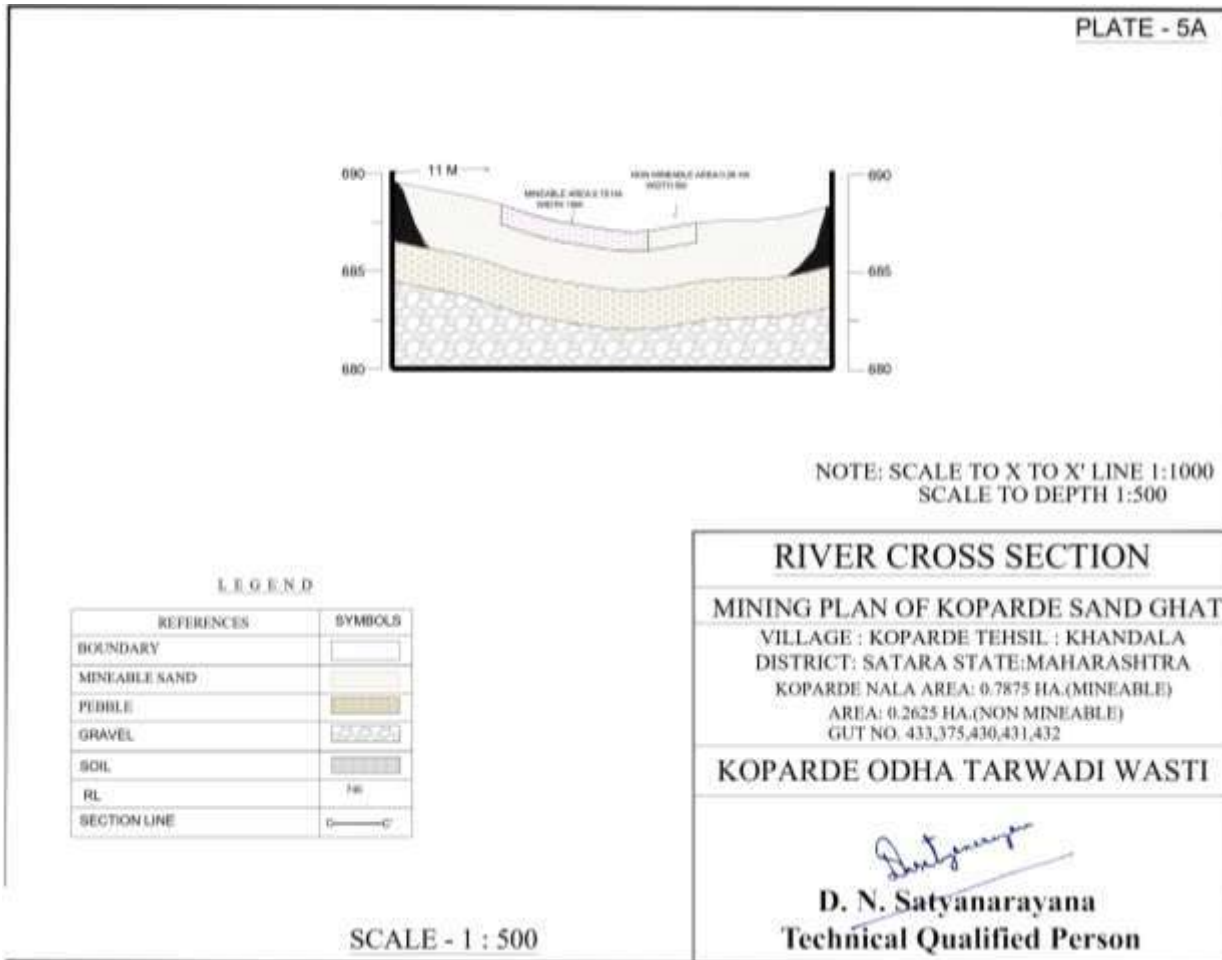 PLATE - 5A
690
11 M
690
685
685
680
680
NOTE: SCALE TO X TO X' LINE 1:1000
SCALE TO DEPTH 1:500
LEGEND
REFERENCES SYMBOLS
BOUNDARY
MINEABLE SAND
PEBBLE
GRAVEL
SOIL
RL
SECTION LINE
RIVER CROSS SECTION
MINING PLAN OF KOPARDE SAND GHAT
VILLAGE : KOPARDE TEHSIL : KHANDALA
DISTRICT: SATARA STATE:MAHARASHTRA
KOPARDE NALA AREA: 0.7875 HA.(MINEABLE)
AREA: 0.2625 HA.(NON MINEABLE)
GUT NO. 433,375,430,431,432
KOPARDE ODHA TARWADI WASTI
D. N. Satyanarayana
Technical Qualified Person
SCALE - 1 : 500